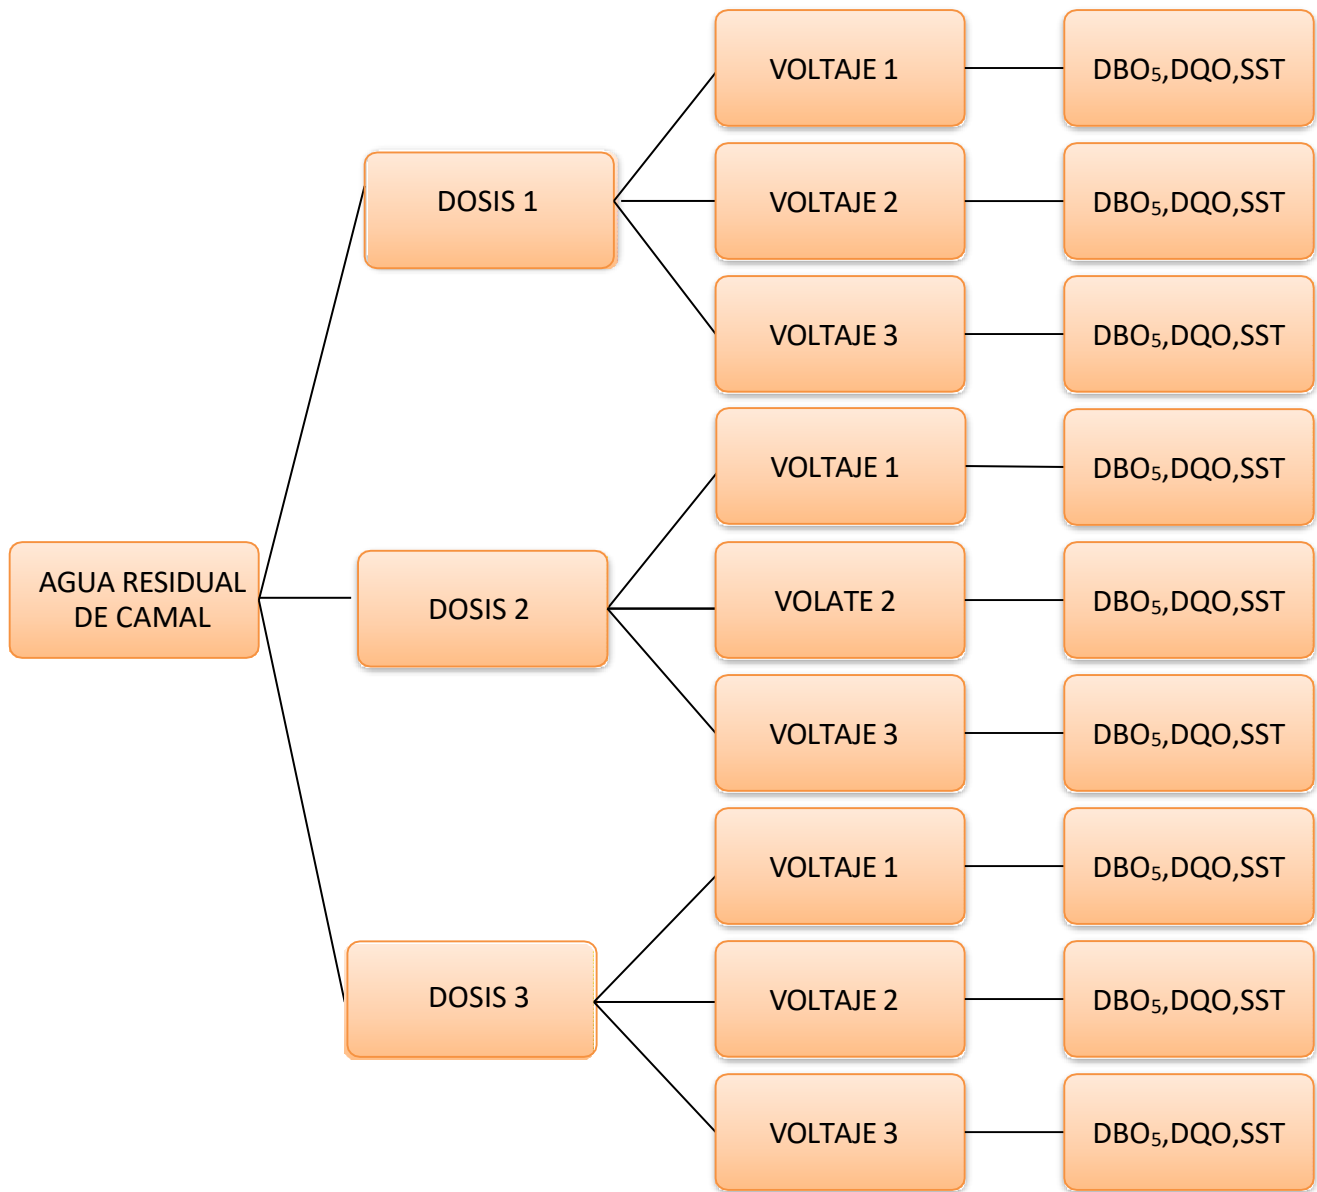 VOLTAJE 1
DBO₅,DQO,SST
DOSIS 1
VOLTAJE 2
DBO₅,DQO,SST
VOLTAJE 3
DBO₅,DQO,SST
VOLTAJE 1
DBO₅,DQO,SST
AGUA RESIDUAL
DE CAMAL
DOSIS 2
VOLATE 2
DBO₅,DQO,SST
VOLTAJE 3
DBO₅,DQO,SST
VOLTAJE 1
DBO₅,DQO,SST
DOSIS 3
VOLTAJE 2
DBO₅,DQO,SST
VOLTAJE 3
DBO₅,DQO,SST